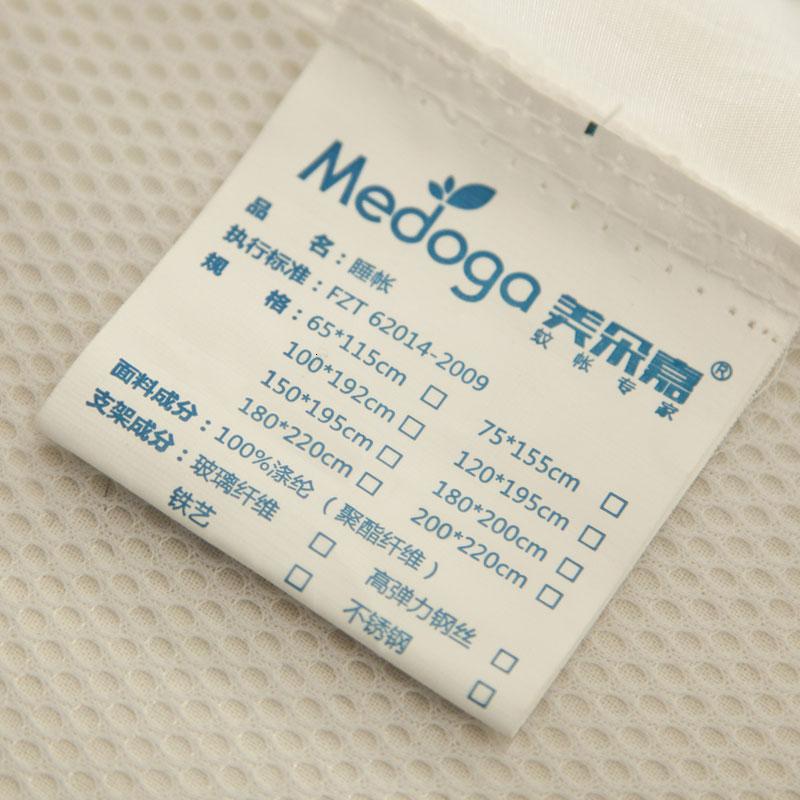 Medoga 美朵嘉®
蚊帐专家
品 名：睡帐
执行标准：FZT 62014-2009
规 格：65*115cm □ 75*155cm □
100*192cm □ 120*195cm □
150*195cm □ 180*200cm □
180*220cm □ 200*220cm □
面料成分：100%涤纶（聚酯纤维）
支架成分：玻璃纤维 □ 高弹力钢丝 □
铁艺 □ 不锈钢 □